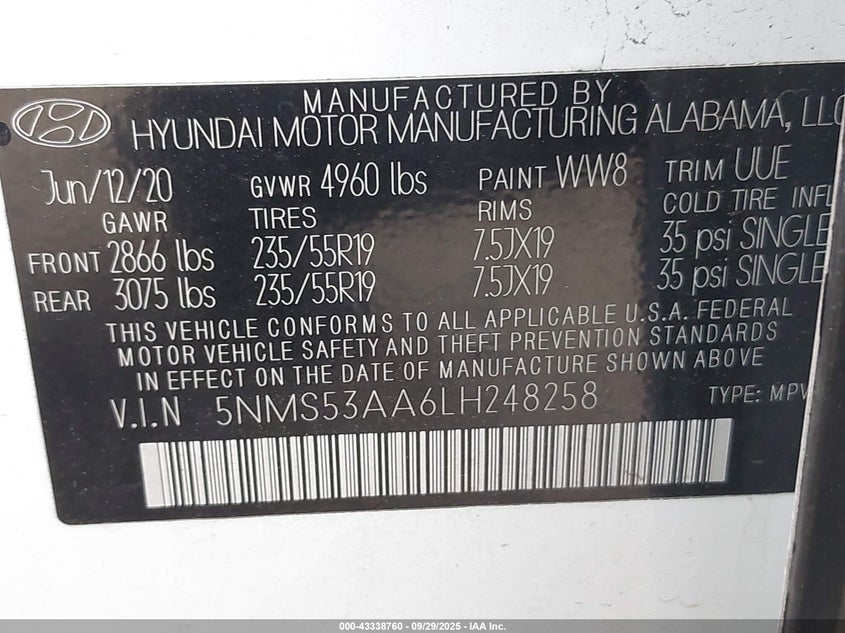 MANUFACTURED BY
HYUNDAI MOTOR MANUFACTURING ALABAMA, LLC
Jun/12/20 GVWR 4960 lbs PAINT WW8 TRIM UUE
GAWR TIRES RIMS COLD TIRE INFL
FRONT 2866 lbs 235/55R19 7.5JX19 35 psi SINGLE
REAR 3075 lbs 235/55R19 7.5JX19 35 psi SINGLE
THIS VEHICLE CONFORMS TO ALL APPLICABLE U.S.A. FEDERAL
MOTOR VEHICLE SAFETY AND THEFT PREVENTION STANDARDS
IN EFFECT ON THE DATE OF MANUFACTURE SHOWN ABOVE
V.I.N 5NMS53AA6LH248258 TYPE: MPV
000-43338760 - 09/29/2025 - IAA Inc.